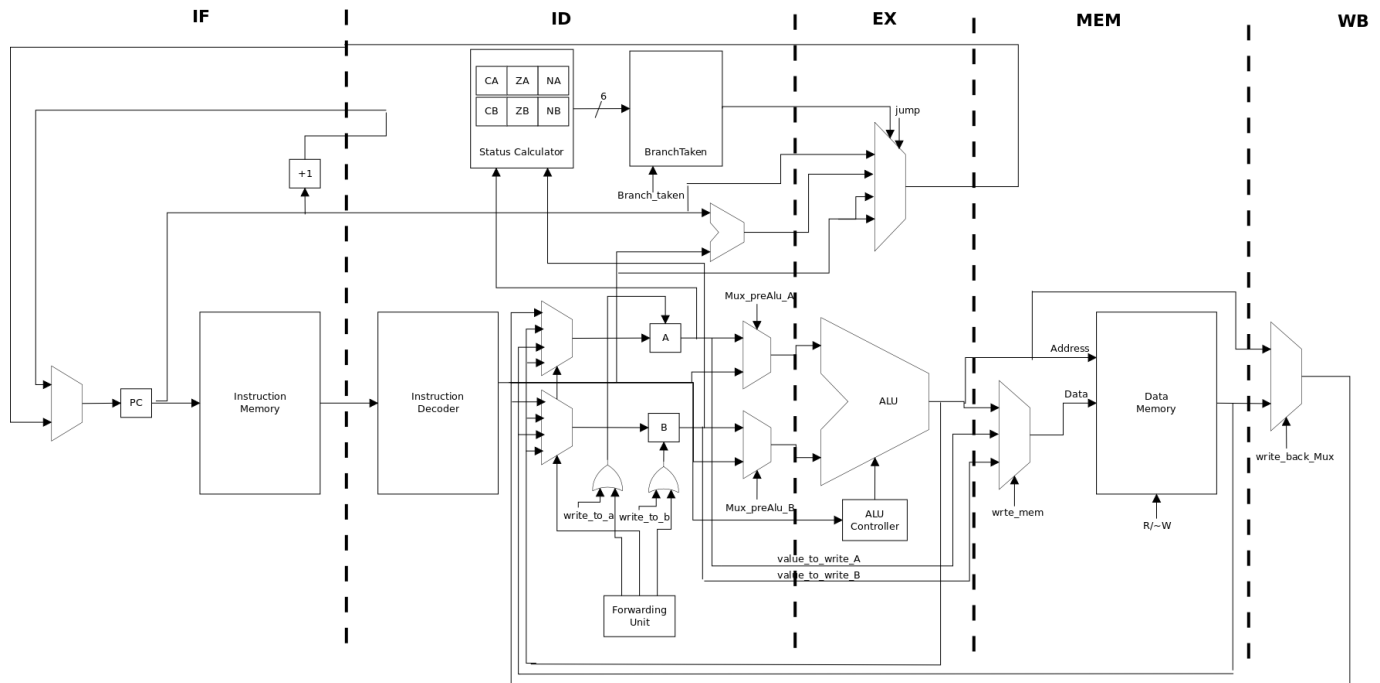 IF
ID
EX
MEM
WB
CA ZA NA
CB ZB NB
Status Calculator
6
BranchTaken
Branch_taken
jump
+1
PC
Instruction
Memory
Instruction
Decoder
A
B
Mux_preAlu_A
Mux_preAlu_B
write_to_a
write_to_b
Forwarding
Unit
ALU
ALU
Controller
value_to_write_A
value_to_write_B
Address
Data
wrte_mem
Data
Memory
R/~W
write_back_Mux